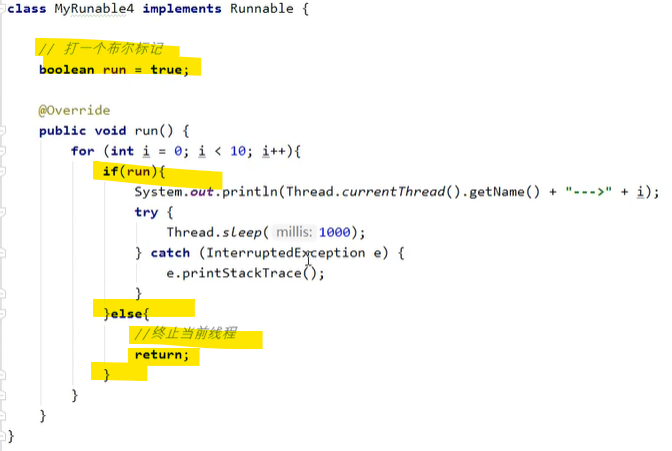 class MyRunable4 implements Runnable {
// 打一个布尔标记
boolean run = true;
@Override
public void run() {
for (int i = 0; i < 10; i++){
if(run){
System.out.println(Thread.currentThread().getName() + "--->" + i);
try {
Thread.sleep( millis: 1000);
} catch (InterruptedException e) {
e.printStackTrace();
}
}else{
//终止当前线程
return;
}
}
}
}